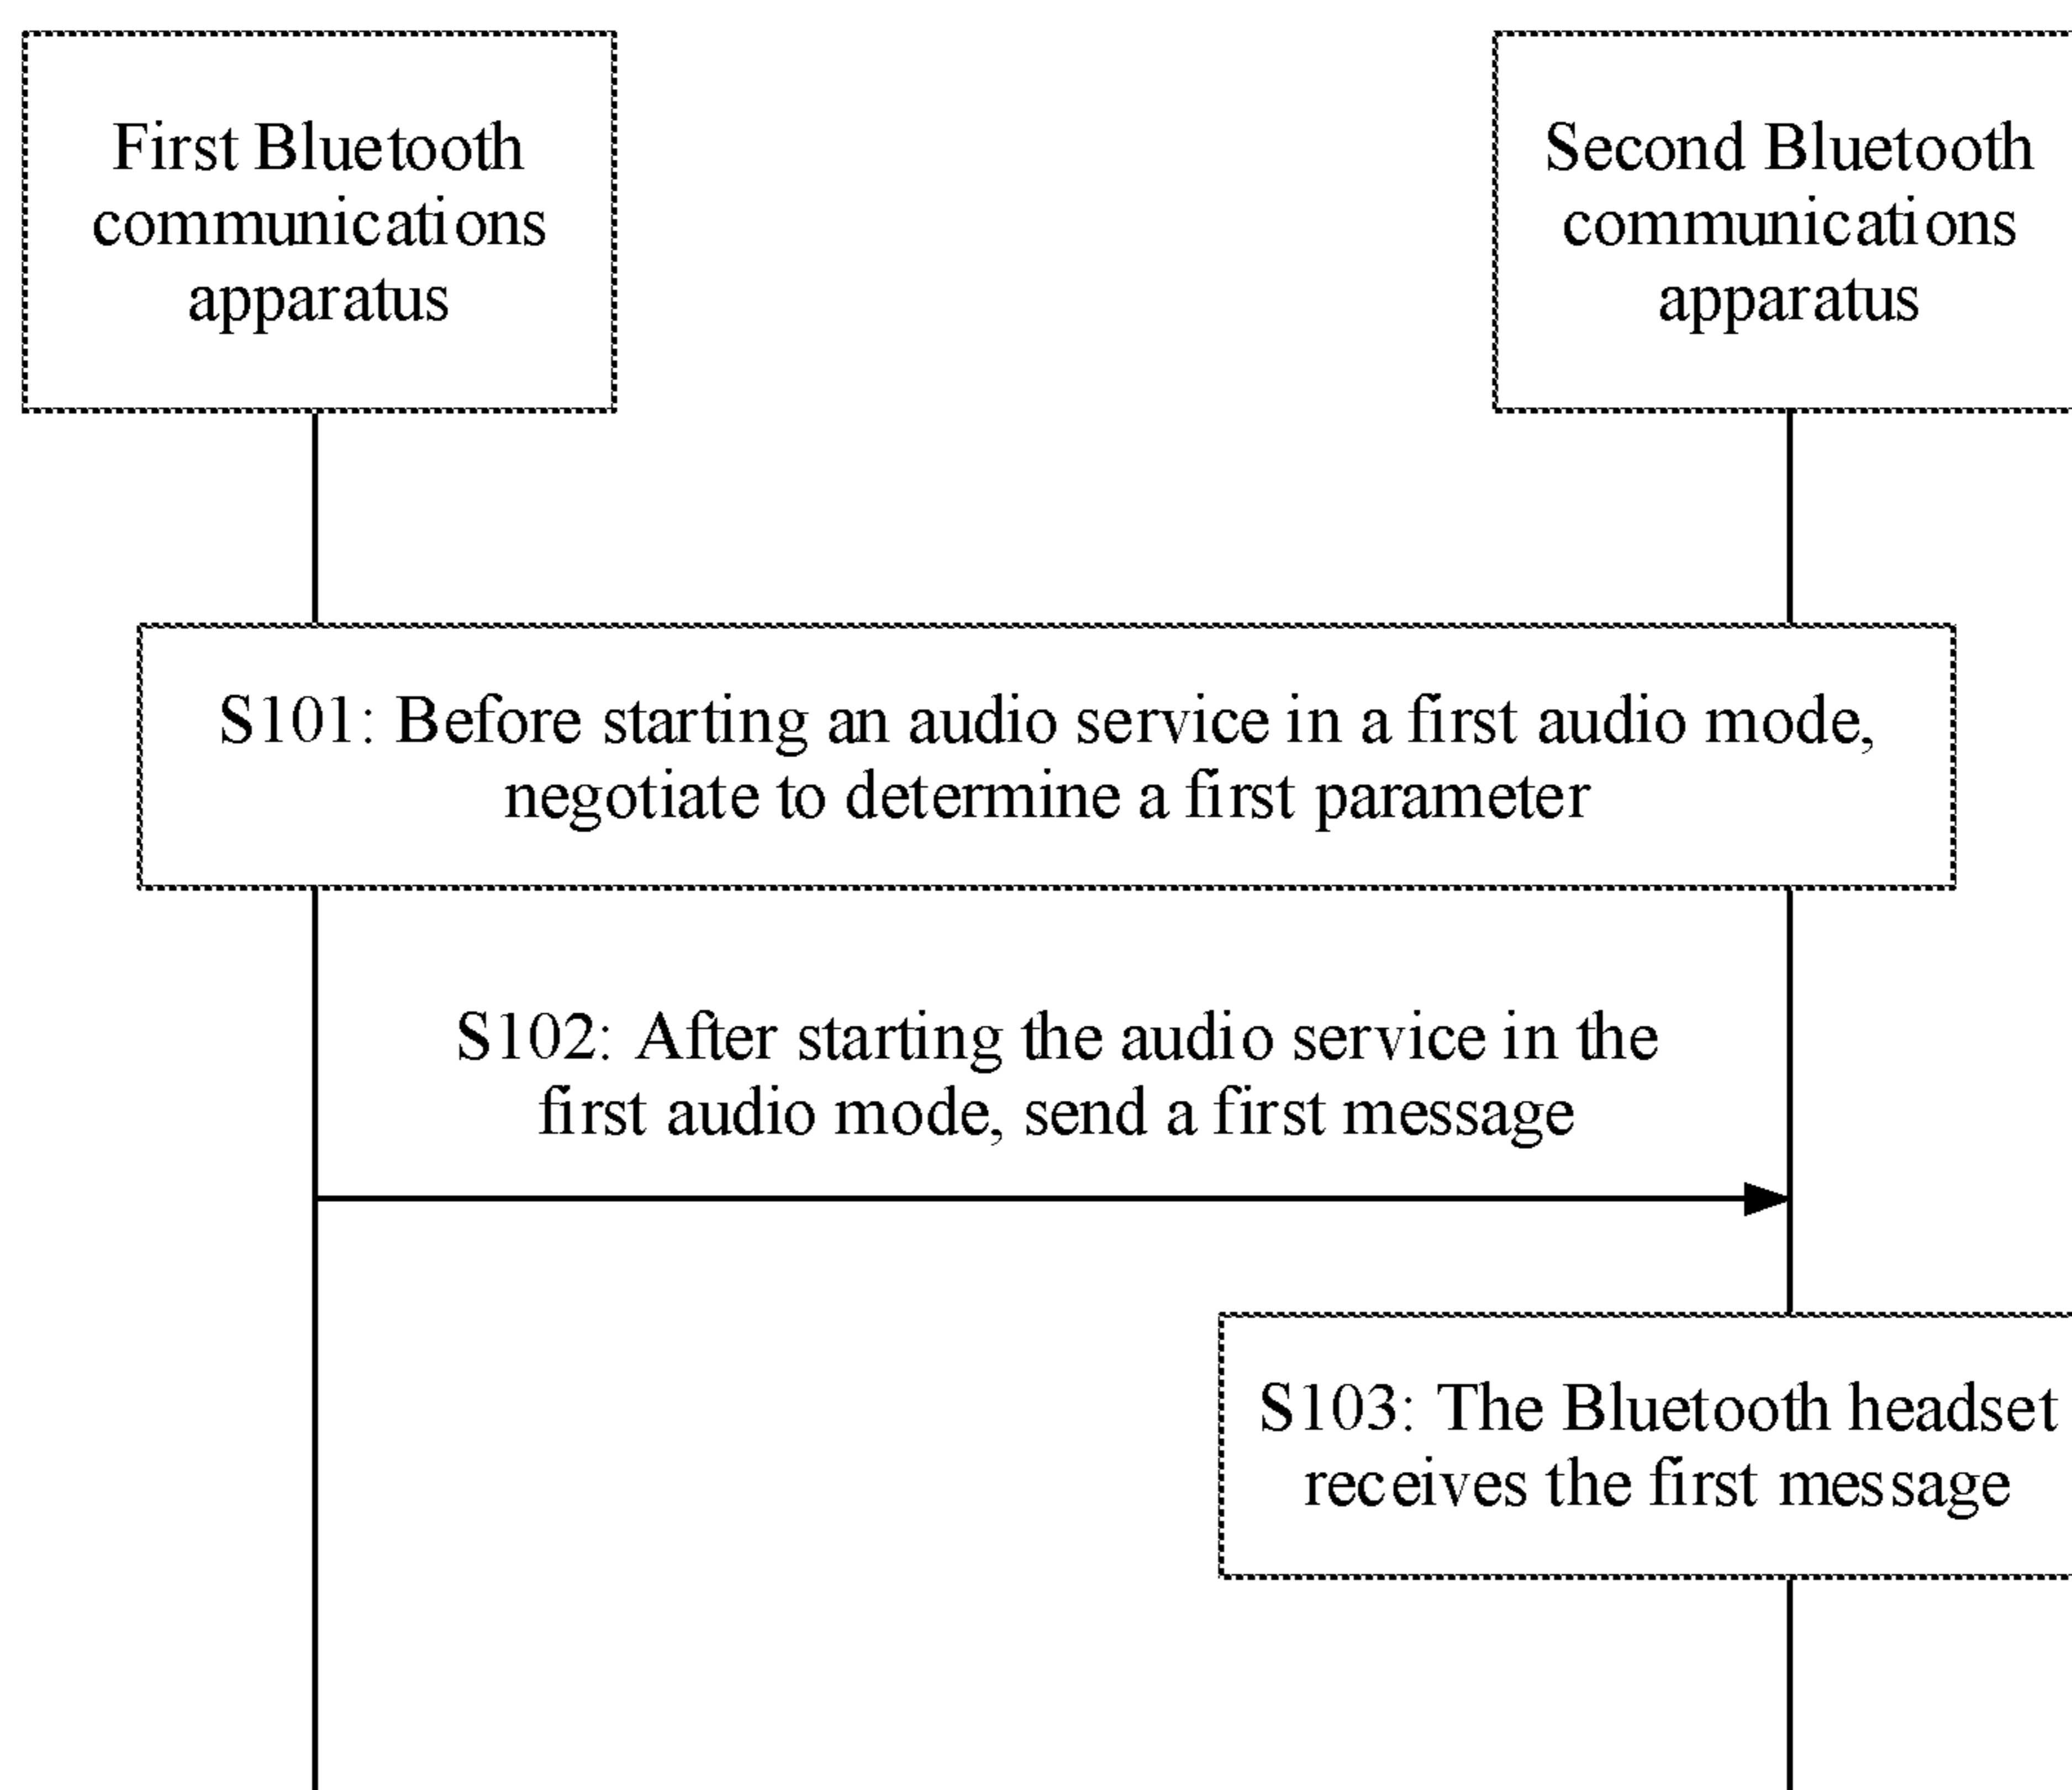 First Bluetooth
communications
apparatus
Second Bluetooth
communications
apparatus
S101: Before starting an audio service in a first audio mode,
negotiate to determine a first parameter
S102: After starting the audio service in the
first audio mode, send a first message
S103: The Bluetooth headset
receives the first message